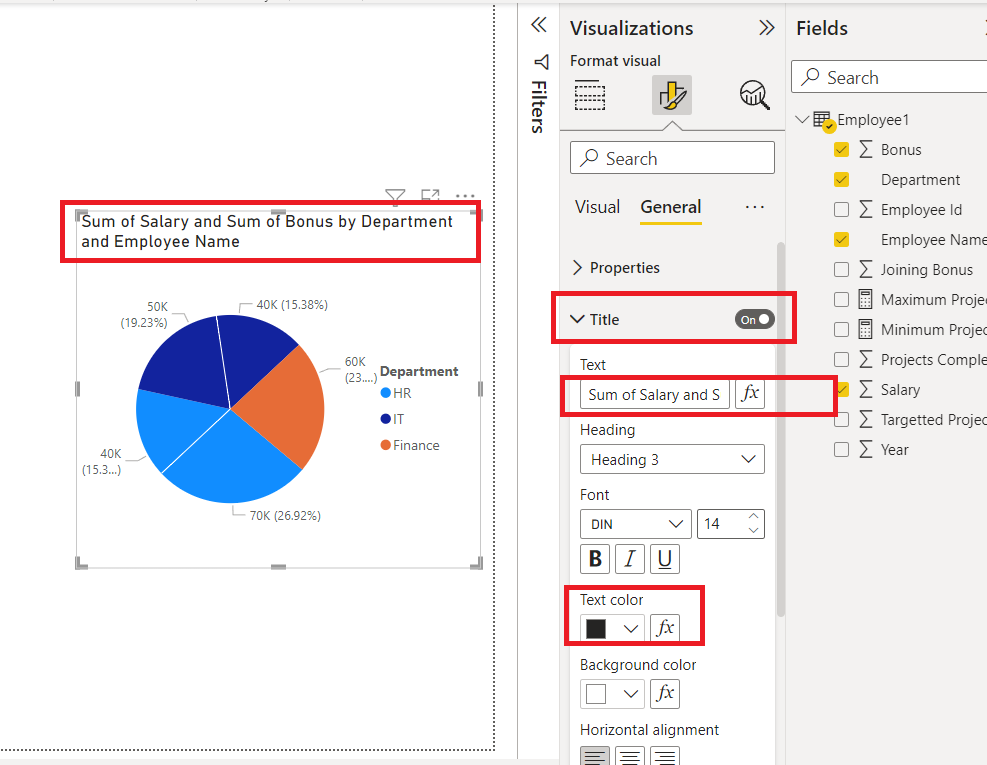 Sum of Salary and Sum of Bonus by Department
and Employee Name
50K
(19.23%)
40K (15.38%)
60K
(23....)
40K
(15.3...)
70K (26.92%)
Department
HR
IT
Finance
Filters
Visualizations
Format visual
Search
Visual
General
Properties
Title
On
Text
Sum of Salary and S
fx
Heading
Heading 3
Font
DIN
14
B
I
U
Text color
fx
Background color
fx
Horizontal alignment
Fields
Search
Employee1
Bonus
Department
Employee Id
Employee Name
Joining Bonus
Maximum Projec
Minimum Projec
Projects Comple
Salary
Targetted Projec
Year